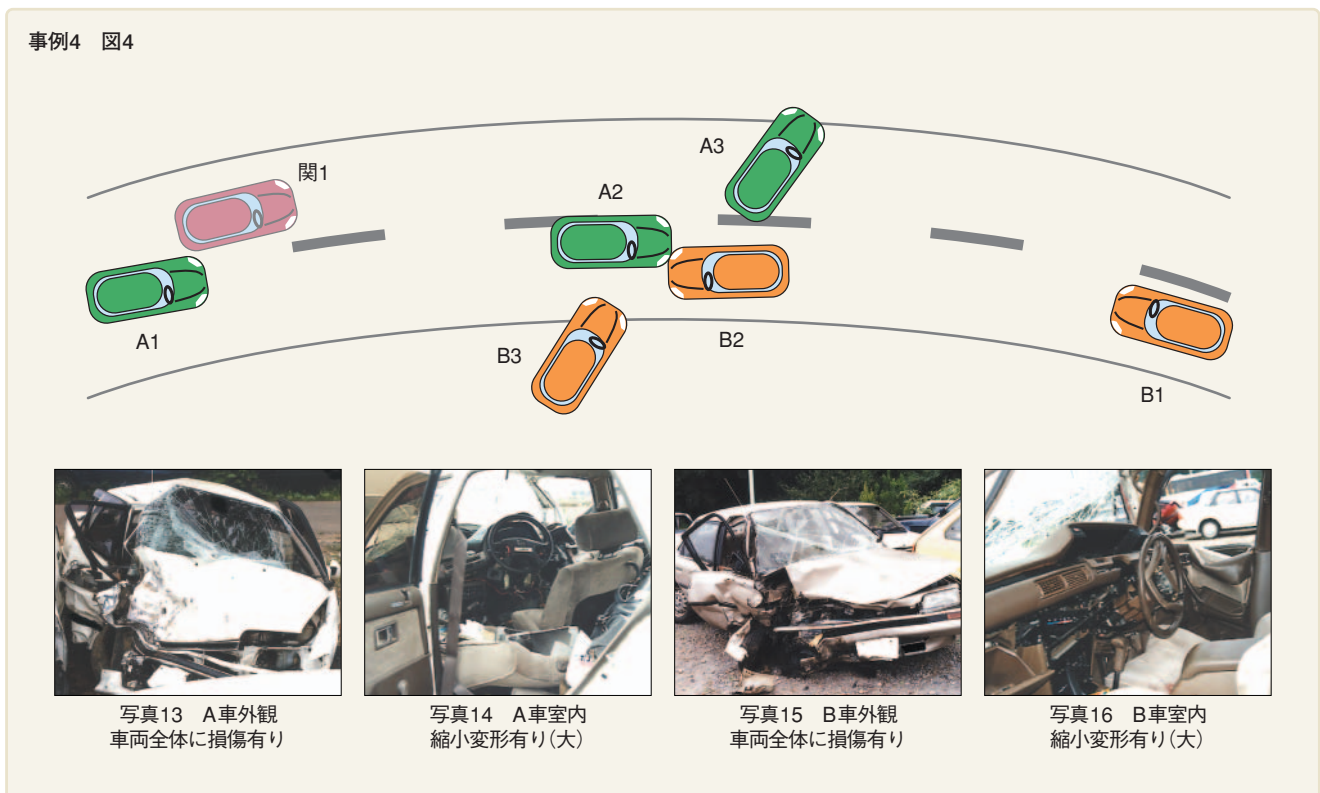 事例4　図4
関1
A1
A2
A3
B3
B2
B1
写真13　A車外観
車両全体に損傷有り
写真14　A車室内
縮小変形有り（大）
写真15　B車外観
車両全体に損傷有り
写真16　B車室内
縮小変形有り（大）